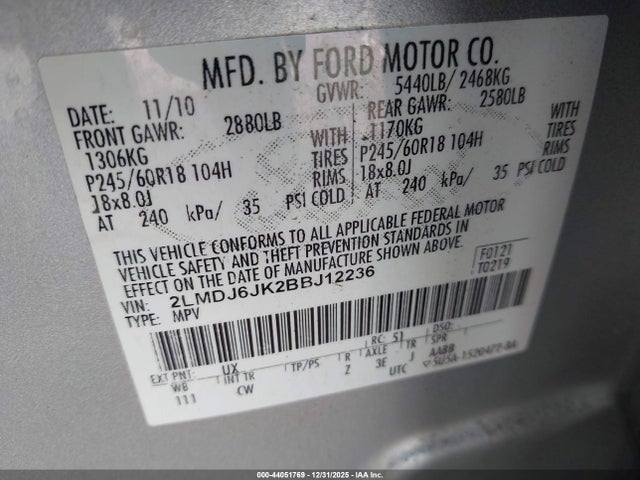 MFD. BY FORD MOTOR CO.
DATE: 11/10 GVWR: 5440LB/ 2468KG
FRONT GAWR: 2880LB REAR GAWR: 2580LB
1306KG WITH 1170KG WITH
P245/60R18 104H TIRES P245/60R18 104H TIRES
18x8.0J RIMS 18x8.0J RIMS
AT 240 kPa/ 35 PSI COLD AT 240 kPa/ 35 PSI COLD
THIS VEHICLE CONFORMS TO ALL APPLICABLE FEDERAL MOTOR
VEHICLE SAFETY AND THEFT PREVENTION STANDARDS IN
EFFECT ON THE DATE OF MANUFACTURE SHOWN ABOVE.
VIN: 2LMDJ6JK2BBJ12236
TYPE: MPV
F0121
T0219
EXT PNT: UX RC: 51 DSO:
WB INT TR TP/PS R AXLE TR SPR
111 CW Z 3E J AABB
UTC
000-44051769 - 12/31/2025 - IAA Inc.